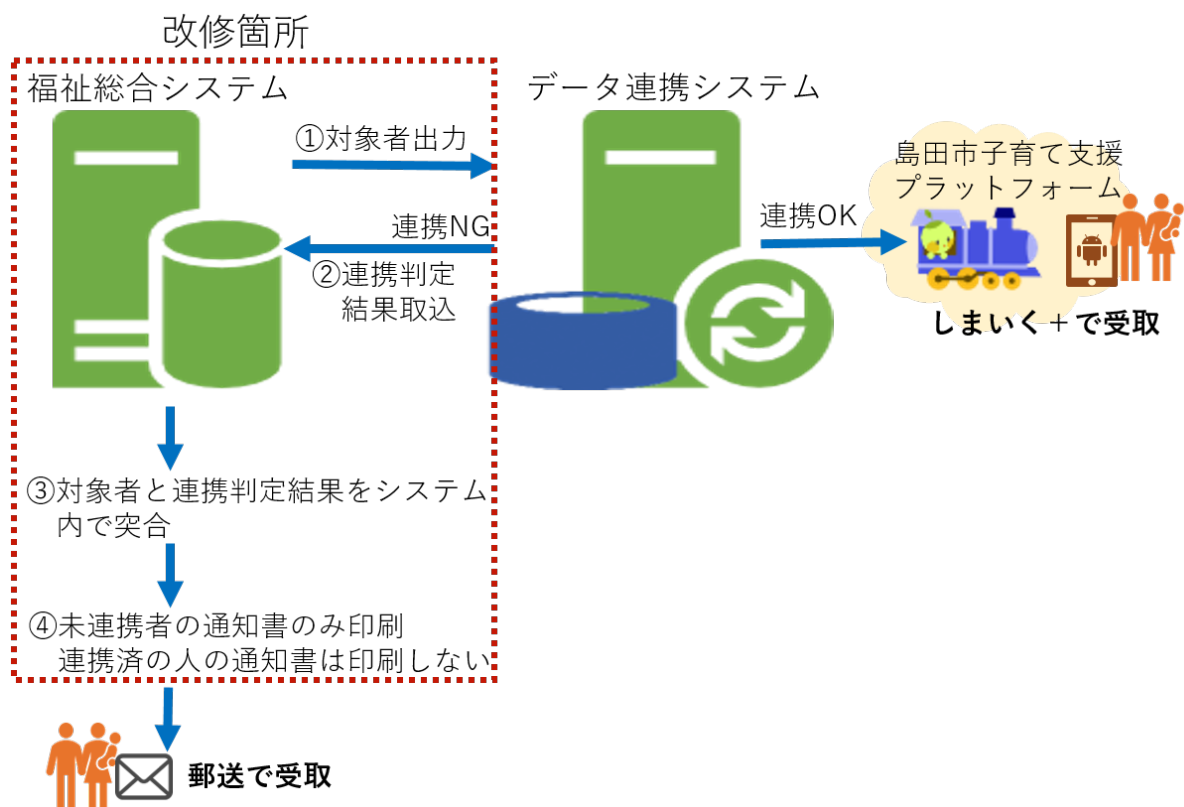 改修箇所
福祉総合システム
データ連携システム
①対象者出力
連携NG
②連携判定
結果取込
連携OK
島田市子育て支援
プラットフォーム
しまいく＋で受取
③対象者と連携判定結果をシステム
内で突合
④未連携者の通知書のみ印刷
連携済の人の通知書は印刷しない
郵送で受取